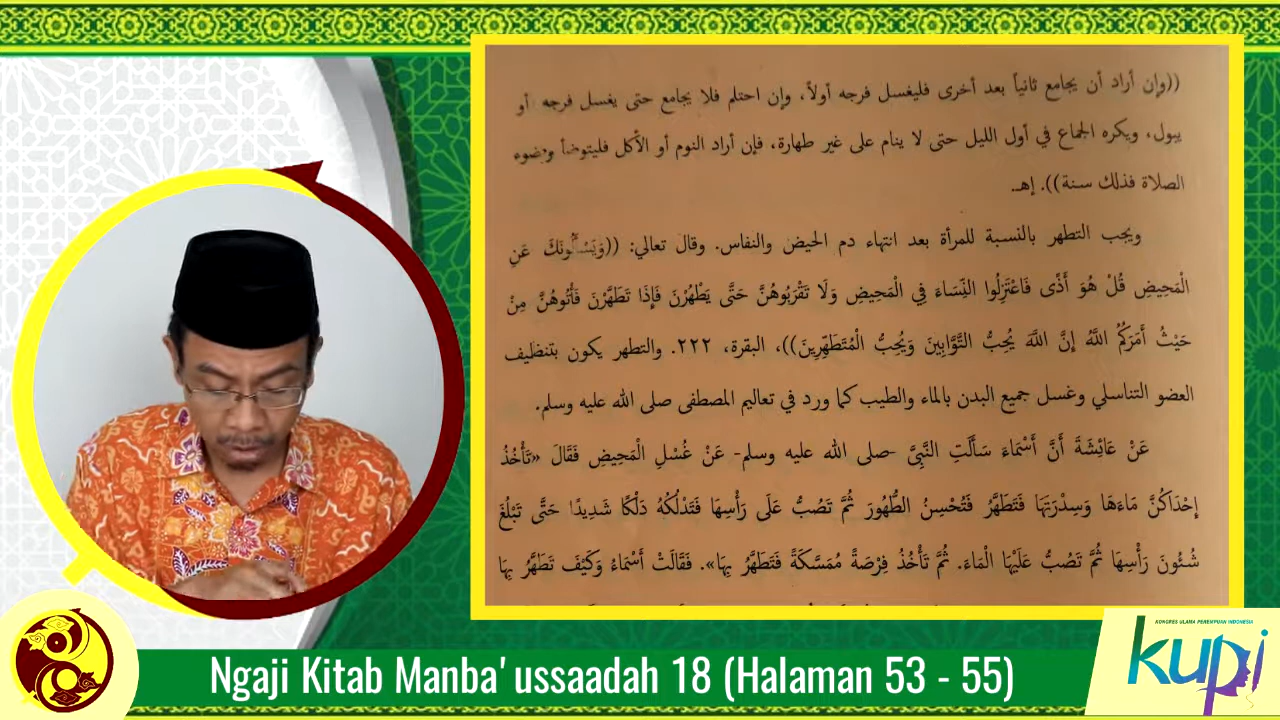 ((وإن أراد أن يجامع ثانياً بعد أخرى فليغسل فرجه أولاً، وإن احتلم فلا يجامع حتى يغسل فرجه أو
يبول، ويكره الجماع في أول الليل حتى لا ينام على غير طهارة، فإن أراد النوم أو الأكل فليتوضأ وضوء
الصلاة فذلك سنة)). إهـ.
ويجب التطهر بالنسبة للمرأة بعد انتهاء دم الحيض والنفاس. وقال تعالي: ((وَيَسْأَلُونَكَ عَنِ
الْمَحِيضِ قُلْ هُوَ أَذًى فَاعْتَزِلُوا النِّسَاءَ فِي الْمَحِيضِ وَلَا تَقْرَبُوهُنَّ حَتَّى يَطْهُرْنَ فَإِذَا تَطَهَّرْنَ فَأْتُوهُنَّ مِنْ
حَيْثُ أَمَرَكُمُ اللَّهُ إِنَّ اللَّهَ يُحِبُّ التَّوَّابِينَ وَيُحِبُّ الْمُتَطَهِّرِينَ))، البقرة، ٢٢٢. والتطهر يكون بتنظيف
العضو التناسلي وغسل جميع البدن بالماء والطيب كما ورد في تعاليم المصطفى صلى الله عليه وسلم.
عَنْ عَائِشَةَ أَنَّ أَسْمَاءَ سَأَلَتِ النَّبِيَّ -صلى الله عليه وسلم- عَنْ غُسْلِ الْمَحِيضِ فَقَالَ «تَأْخُذُ
إِحْدَاكُنَّ مَاءَهَا وَسِدْرَتَهَا فَتَطَهَّرُ فَتُحْسِنُ الطُّهُورَ ثُمَّ تَصُبُّ عَلَى رَأْسِهَا فَتَدْلُكُهُ دَلْكًا شَدِيدًا حَتَّى تَبْلُغَ
شُئُونَ رَأْسِهَا ثُمَّ تَصُبُّ عَلَيْهَا الْمَاءَ. ثُمَّ تَأْخُذُ فِرْصَةً مُمَسَّكَةً فَتَطَهَّرُ بِهَا». فَقَالَتْ أَسْمَاءُ وَكَيْفَ تَطَهَّرُ بِهَا
KONGRES ULAMA PEREMPUAN INDONESIA
kupi
Ngaji Kitab Manba'ussaadah 18 (Halaman 53 - 55)